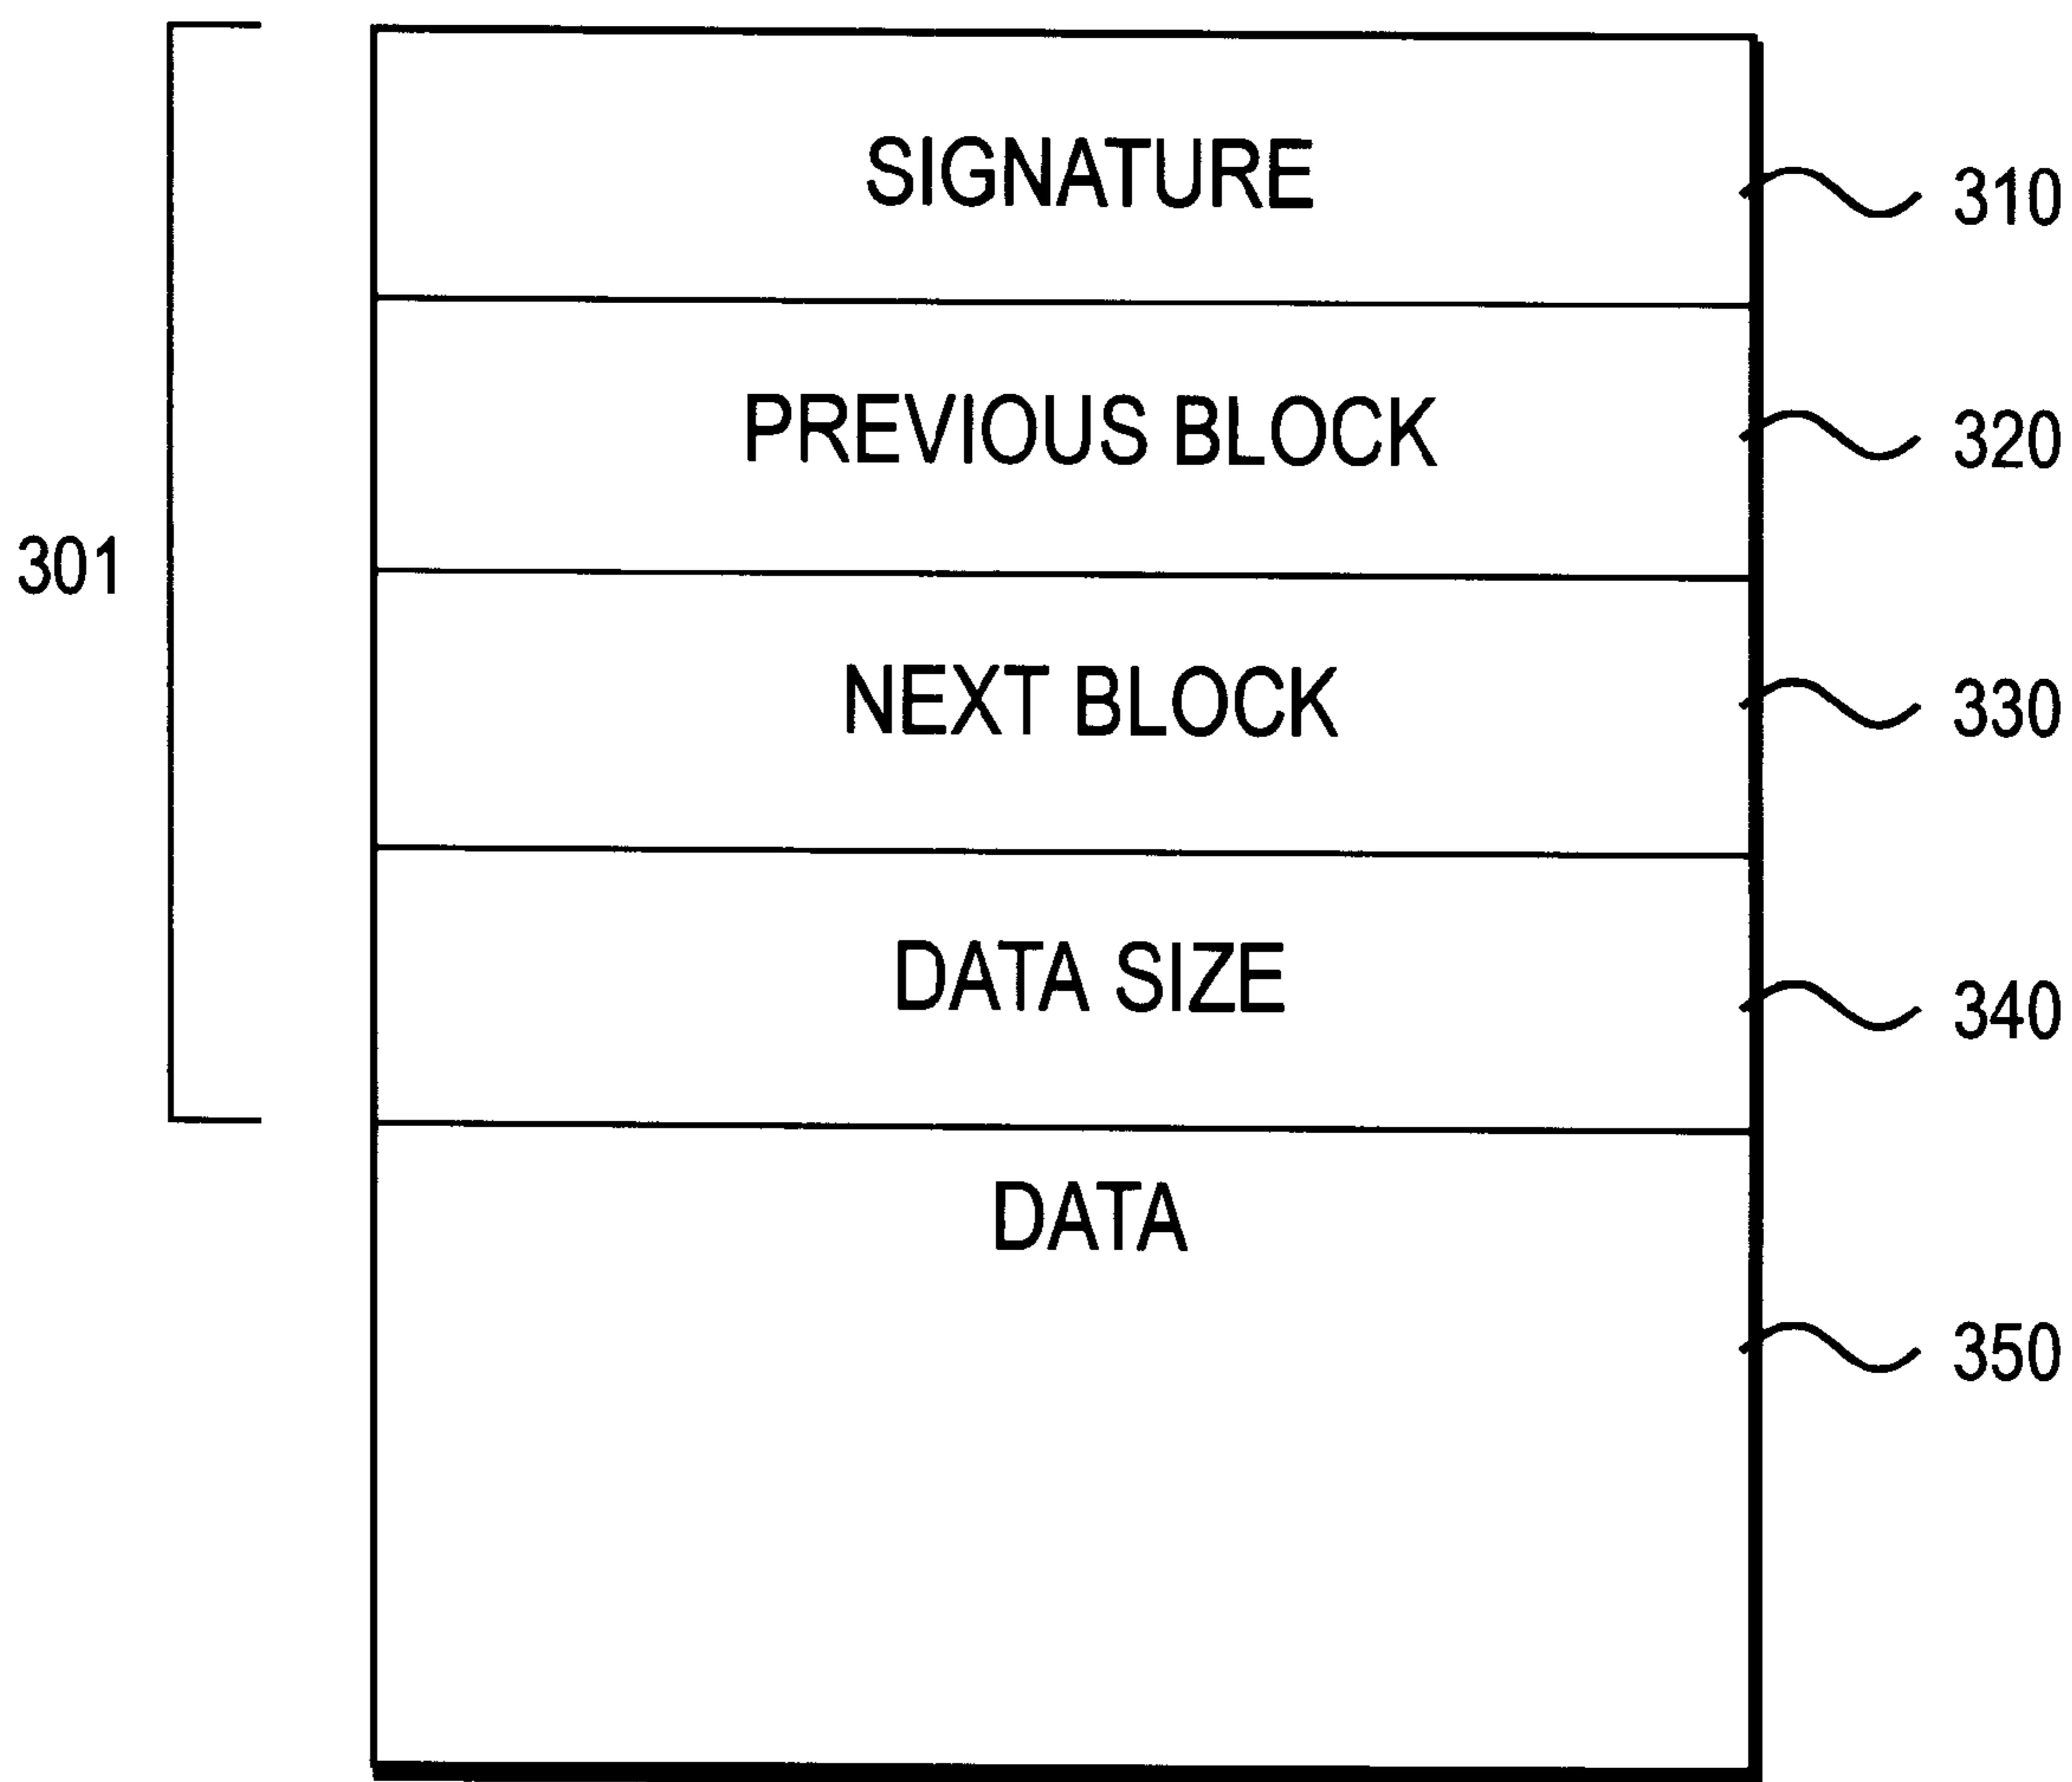 SIGNATURE
310
PREVIOUS BLOCK
320
301
NEXT BLOCK
330
DATA SIZE
340
DATA
350